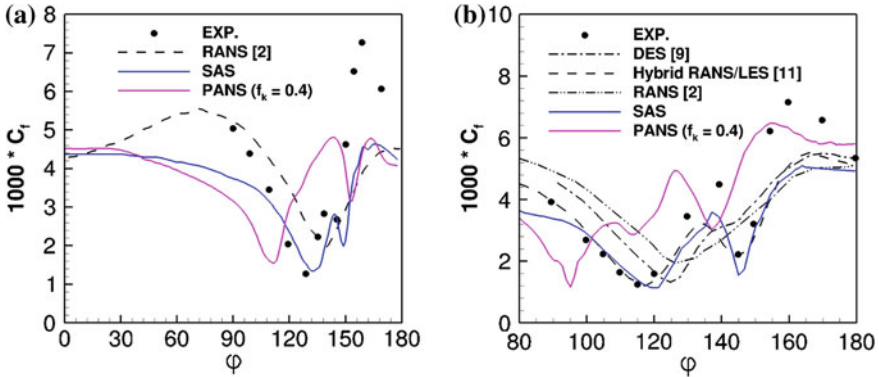 (a)
EXP.
RANS [2]
SAS
PANS (fk = 0.4)
1000 * Cf
8
7
6
5
4
3
2
1
0
0 30 60 90 120 150 180
φ
(b)
EXP.
DES [9]
Hybrid RANS/LES [11]
RANS [2]
SAS
PANS (fk = 0.4)
1000 * Cf
10
8
6
4
2
0
80 100 120 140 160 180
φ